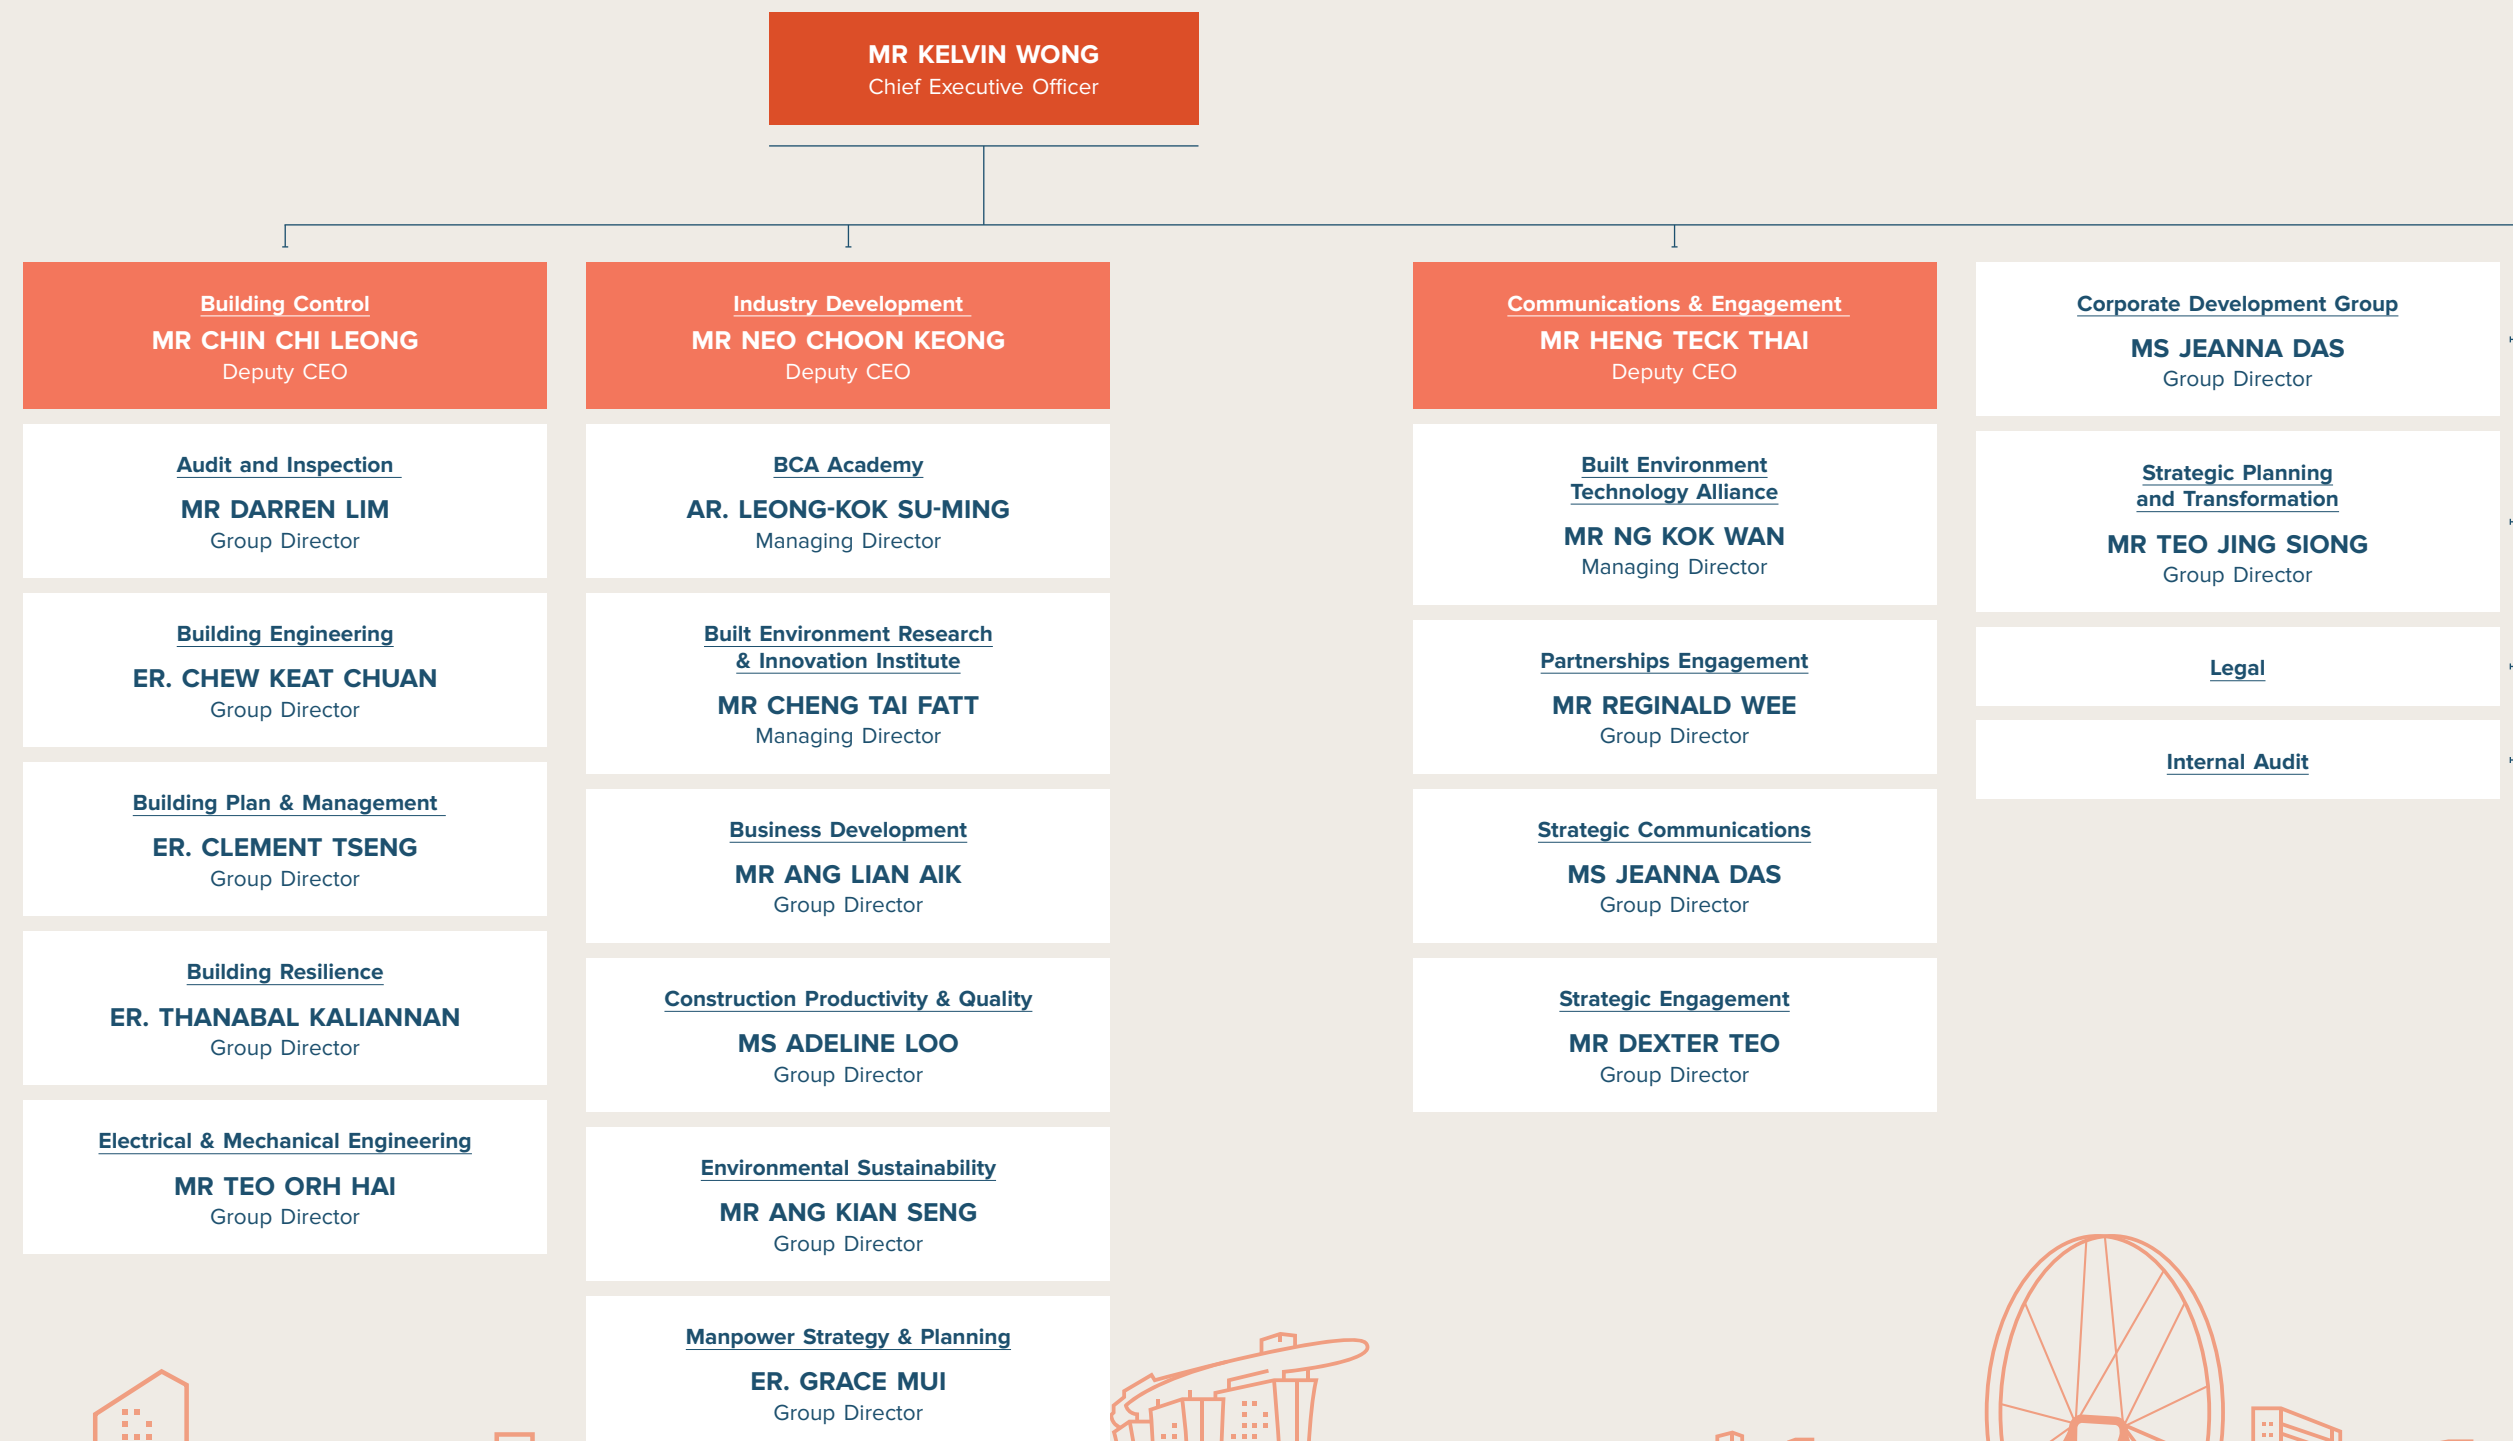 MR KELVIN WONG
Chief Executive Officer
Building Control
MR CHIN CHI LEONG
Deputy CEO
Audit and Inspection
MR DARREN LIM
Group Director
Building Engineering
ER. CHEW KEAT CHUAN
Group Director
Building Plan & Management
ER. CLEMENT TSENG
Group Director
Building Resilience
ER. THANABAL KALIANNAN
Group Director
Electrical & Mechanical Engineering
MR TEO ORH HAI
Group Director
Industry Development
MR NEO CHOON KEONG
Deputy CEO
BCA Academy
AR. LEONG-KOK SU-MING
Managing Director
Built Environment Research
& Innovation Institute
MR CHENG TAI FATT
Managing Director
Business Development
MR ANG LIAN AIK
Group Director
Construction Productivity & Quality
MS ADELINE LOO
Group Director
Environmental Sustainability
MR ANG KIAN SENG
Group Director
Manpower Strategy & Planning
ER. GRACE MUI
Group Director
Communications & Engagement
MR HENG TECK THAI
Deputy CEO
Built Environment
Technology Alliance
MR NG KOK WAN
Managing Director
Partnerships Engagement
MR REGINALD WEE
Group Director
Strategic Communications
MS JEANNA DAS
Group Director
Strategic Engagement
MR DEXTER TEO
Group Director
Corporate Development Group
MS JEANNA DAS
Group Director
Strategic Planning
and Transformation
MR TEO JING SIONG
Group Director
Legal
Internal Audit